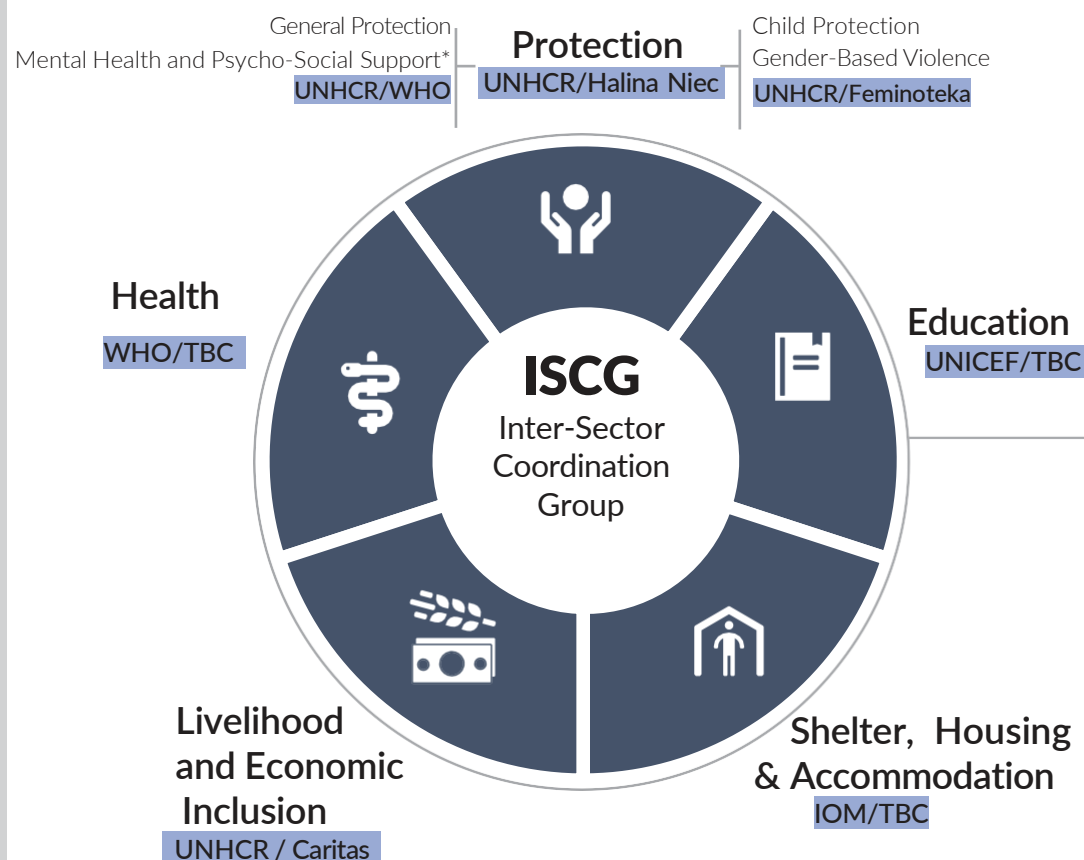 General Protection
Mental Health and Psycho-Social Support*
UNHCR/WHO
Protection
UNHCR/Halina Niec
Child Protection
Gender-Based Violence
UNHCR/Feminoteka
Health
WHO/TBC
Education
UNICEF/TBC
ISCG
Inter-Sector
Coordination
Group
Livelihood
and Economic
Inclusion
UNHCR / Caritas
Shelter, Housing
& Accommodation
IOM/TBC